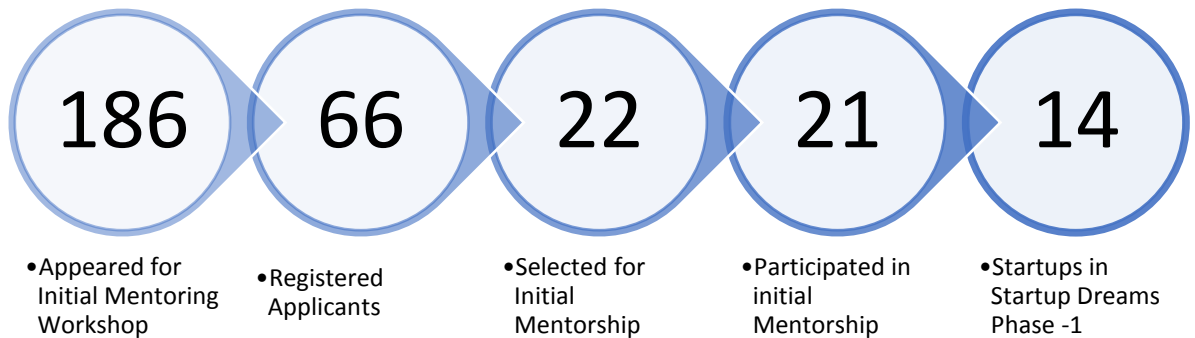 186
66
22
21
14
•Appeared for
Initial Mentoring
Workshop
•Registered
Applicants
•Selected for
Initial
Mentorship
•Participated in
initial
Mentorship
•Startups in
Startup Dreams
Phase -1